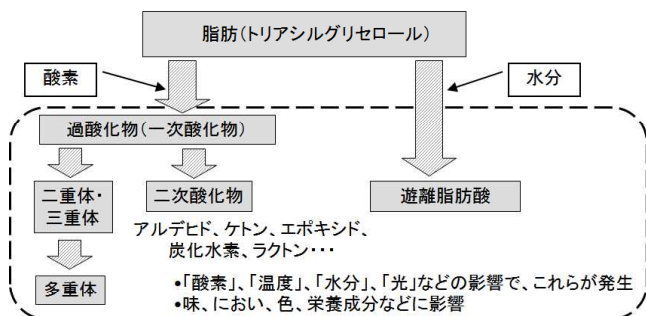 脂肪(トリアシルグリセロール)
酸素
水分
過酸化物(一次酸化物)
二重体・
三重体
二次酸化物
遊離脂肪酸
アルデヒド、ケトン、エポキシド、
炭化水素、ラクトン・・・
多重体
•「酸素」、「温度」、「水分」、「光」などの影響で、これらが発生
•味、におい、色、栄養成分などに影響